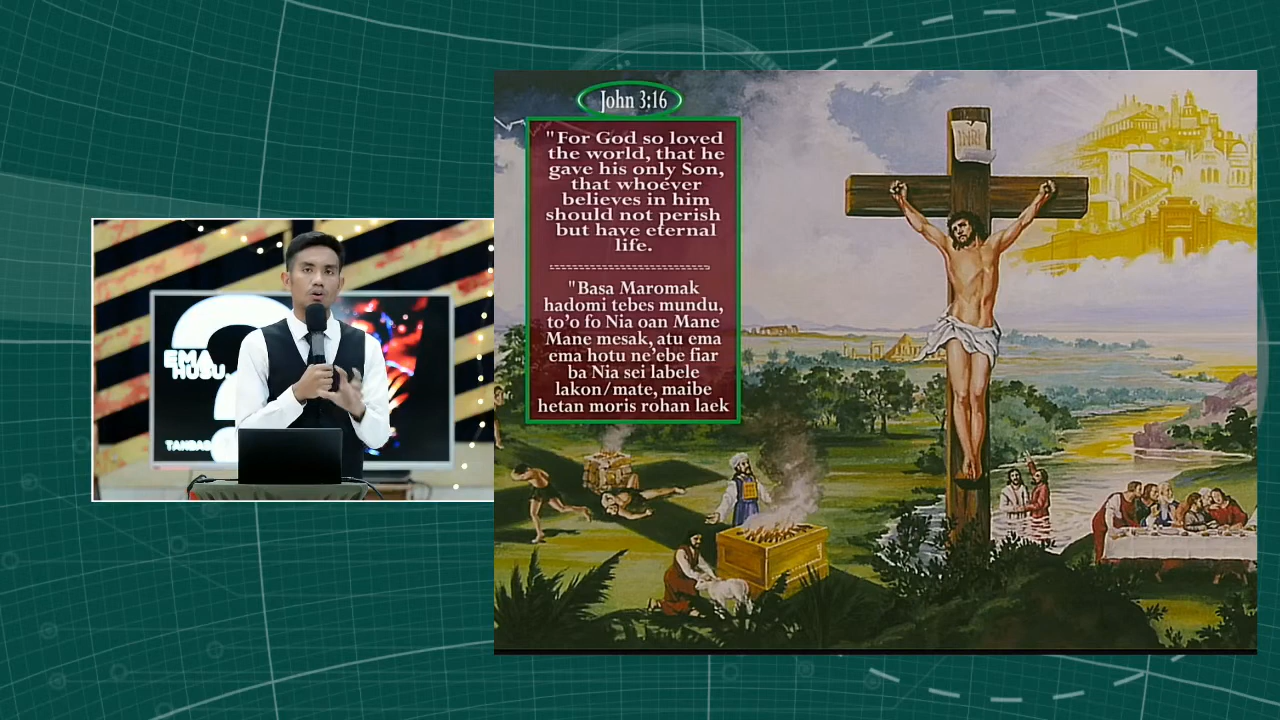 John 3:16
"For God so loved
the world, that he
gave his only Son,
that whoever
believes in him
should not perish
but have eternal
life.
---------------------------
"Basa Maromak
hadomi tebes mundu,
to'o fo Nia oan Mane
Mane mesak, atu ema
ema hotu ne'ebe fiar
ba Nia sei labele
lakon/mate, maibe
hetan moris rohan laek
INRI
?
EMA
HUSU.